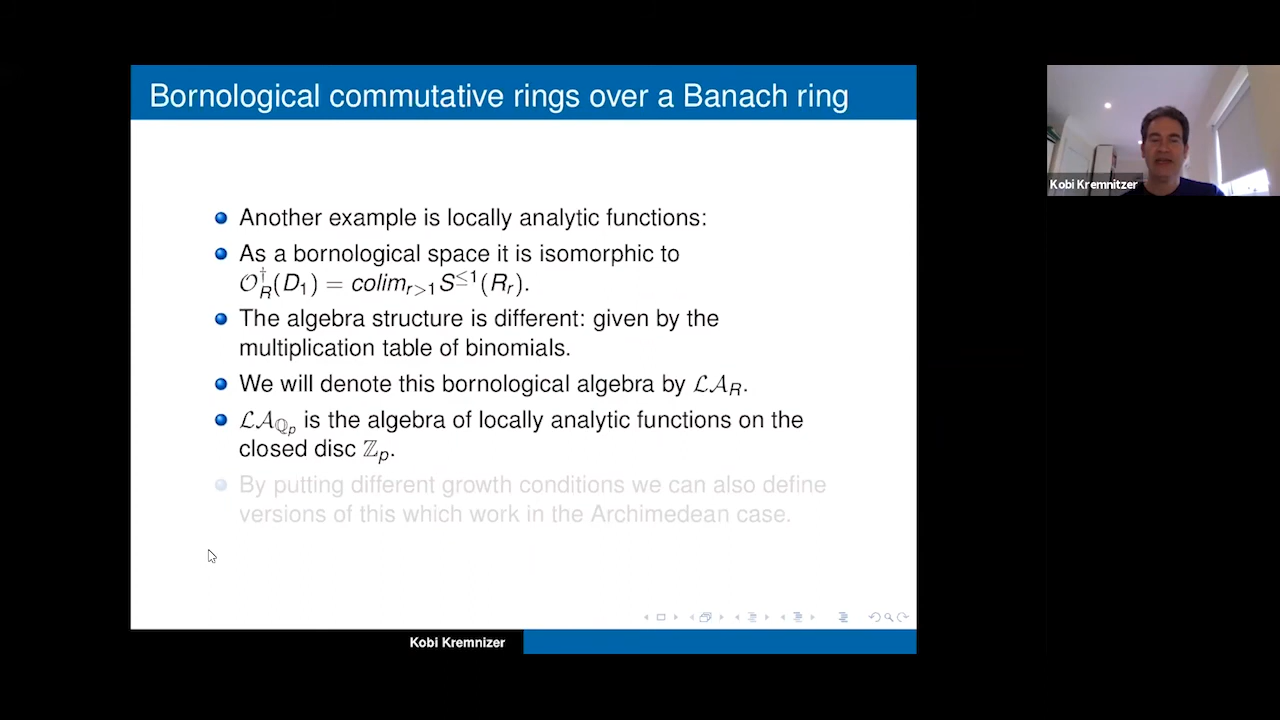 Bornological commutative rings over a Banach ring
Another example is locally analytic functions:
As a bornological space it is isomorphic to
𝒪†_R(D₁) = colim_{r>1} S^{≤1}(R_r).
The algebra structure is different: given by the
multiplication table of binomials.
We will denote this bornological algebra by ℒ𝒜_R.
ℒ𝒜_{ℚ_p} is the algebra of locally analytic functions on the
closed disc ℤ_p.
By putting different growth conditions we can also define
versions of this which work in the Archimedean case.
Kobi Kremnizer
Kobi Kremnitzer